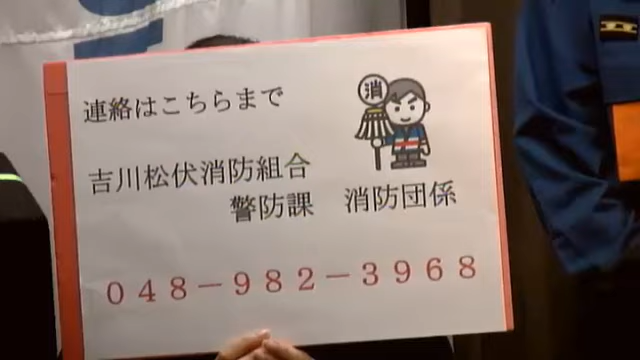 連絡はこちらまで
消
吉川松伏消防組合
警防課 消防団係
048-982-3968